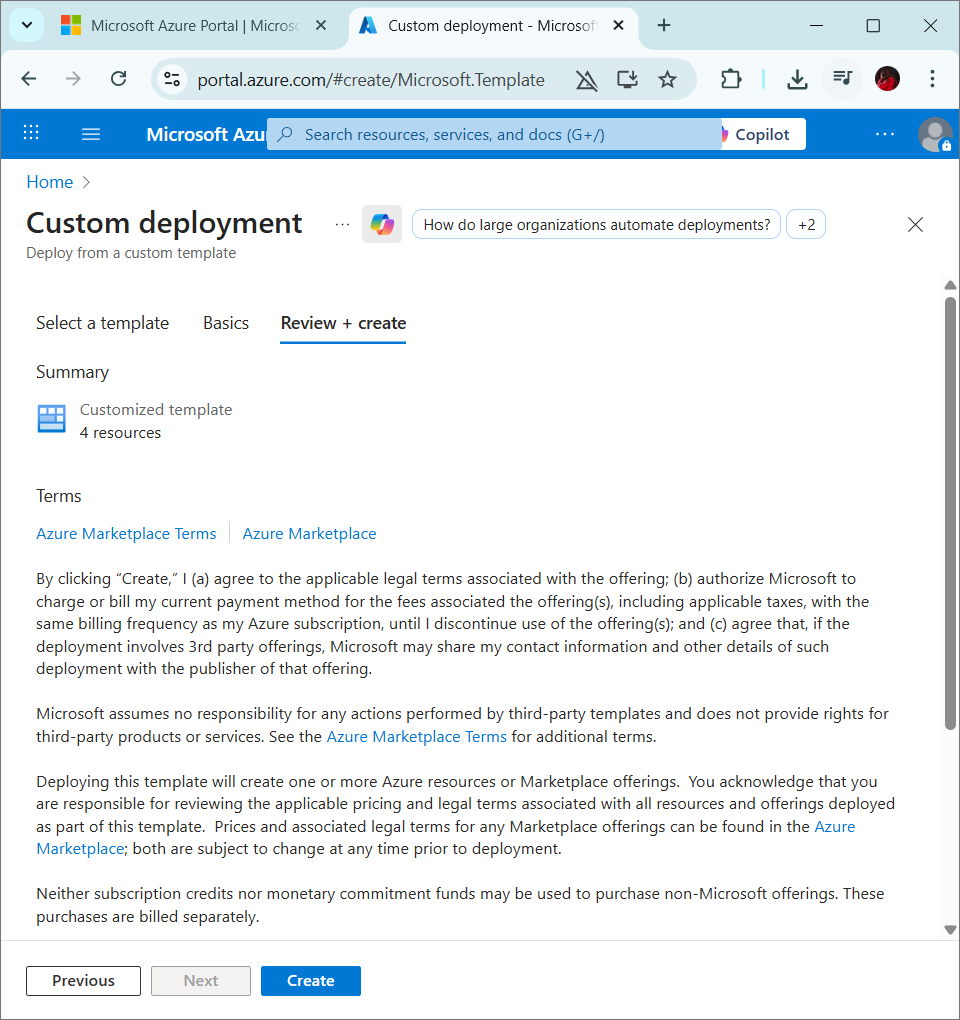 Microsoft Azure Portal | Micros
Custom deployment - Microsof
portal.azure.com/#create/Microsoft.Template
Microsoft Azu
Search resources, services, and docs (G+/)
Copilot
Home
Custom deployment
How do large organizations automate deployments?
+2
Deploy from a custom template
Select a template
Basics
Review + create
Summary
Customized template
4 resources
Terms
Azure Marketplace Terms
Azure Marketplace
By clicking “Create,” I (a) agree to the applicable legal terms associated with the offering; (b) authorize Microsoft to
charge or bill my current payment method for the fees associated the offering(s), including applicable taxes, with the
same billing frequency as my Azure subscription, until I discontinue use of the offering(s); and (c) agree that, if the
deployment involves 3rd party offerings, Microsoft may share my contact information and other details of such
deployment with the publisher of that offering.
Microsoft assumes no responsibility for any actions performed by third-party templates and does not provide rights for
third-party products or services. See the Azure Marketplace Terms for additional terms.
Deploying this template will create one or more Azure resources or Marketplace offerings.  You acknowledge that you
are responsible for reviewing the applicable pricing and legal terms associated with all resources and offerings deployed
as part of this template.  Prices and associated legal terms for any Marketplace offerings can be found in the Azure
Marketplace; both are subject to change at any time prior to deployment.
Neither subscription credits nor monetary commitment funds may be used to purchase non-Microsoft offerings. These
purchases are billed separately.
Previous
Next
Create